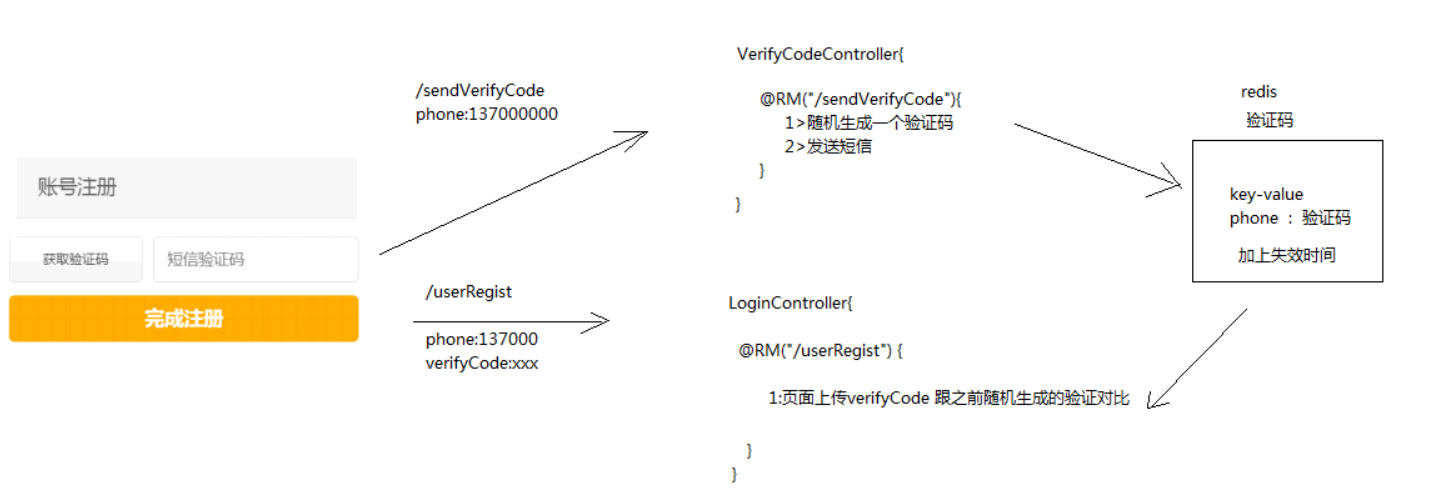 账号注册
获取验证码
短信验证码
完成注册
/sendVerifyCode
phone:137000000
/userRegist
phone:137000
verifyCode:xxx
VerifyCodeController{
@RM("/sendVerifyCode"){
1>随机生成一个验证码
2>发送短信
}
}
redis
验证码
key-value
phone : 验证码
加上失效时间
LoginController{
@RM("/userRegist") {
1:页面上传verifyCode 跟之前随机生成的验证对比
}
}